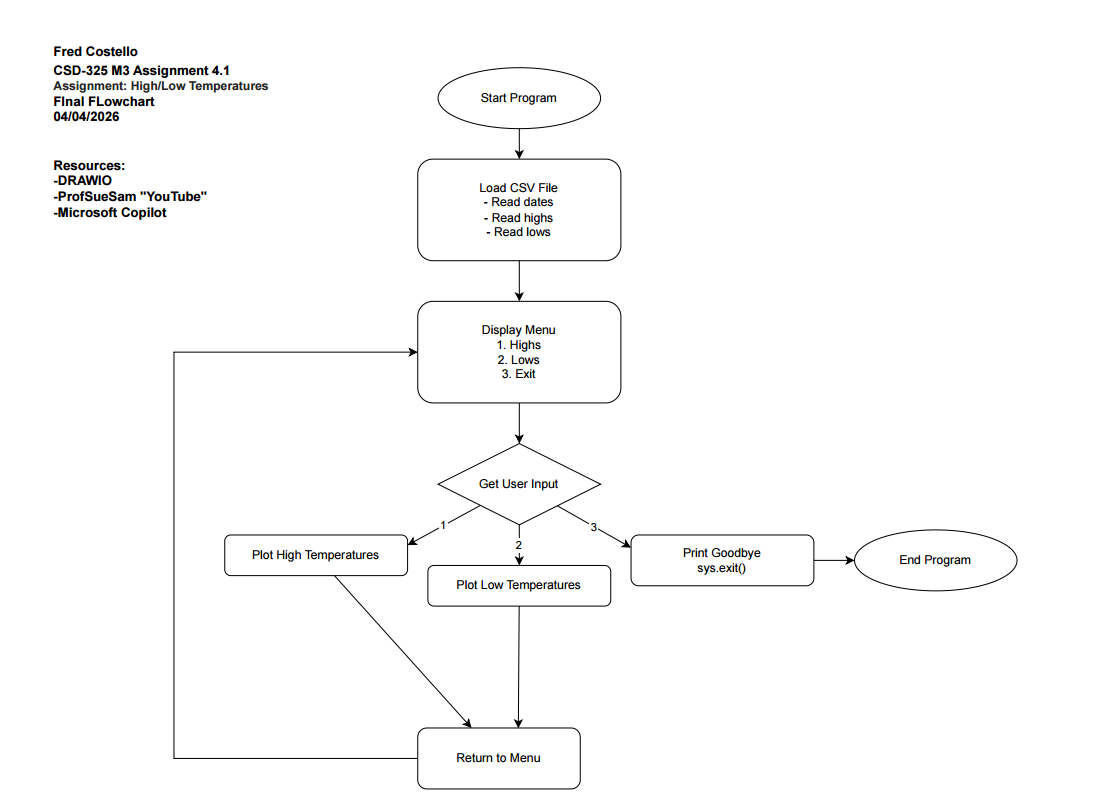 Fred Costello
CSD-325 M3 Assignment 4.1
Assignment: High/Low Temperatures
FInal FLowchart
04/04/2026
Resources:
-DRAWIO
-ProfSueSam "YouTube"
-Microsoft Copilot
Start Program
Load CSV File
- Read dates
- Read highs
- Read lows
Display Menu
1. Highs
2. Lows
3. Exit
Get User Input
1
2
3
Plot High Temperatures
Plot Low Temperatures
Print Goodbye
sys.exit()
End Program
Return to Menu